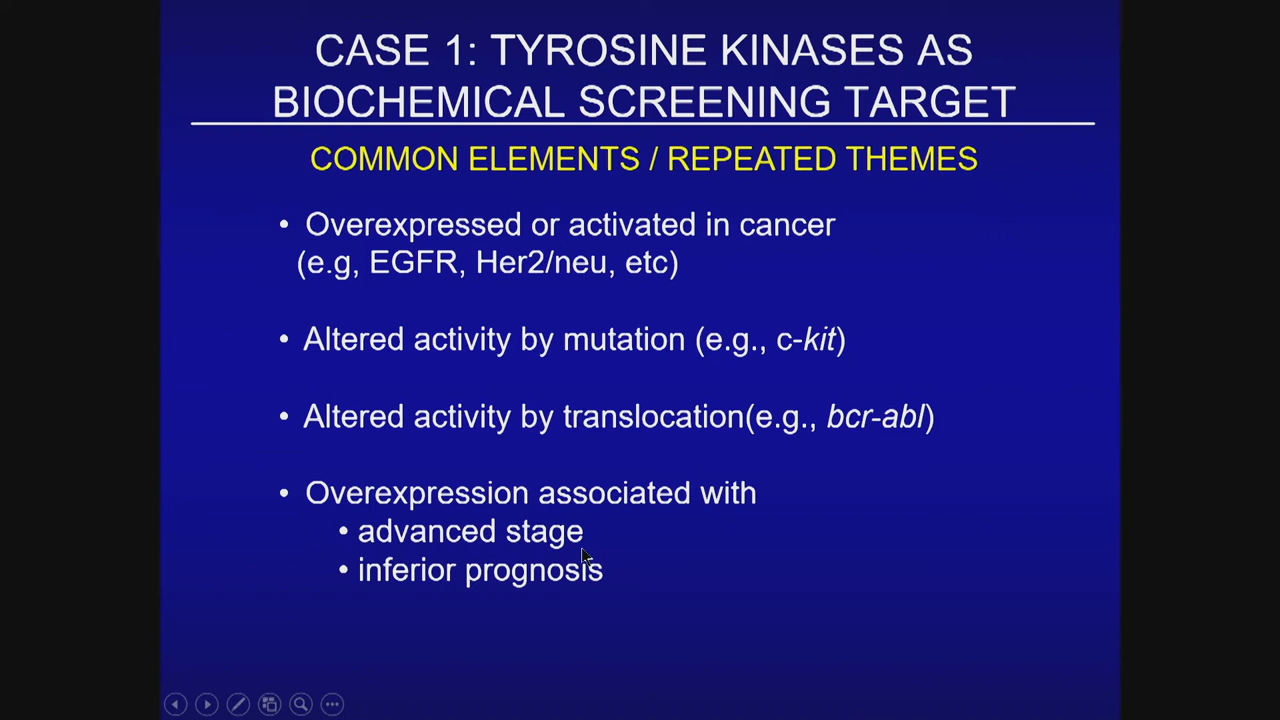 CASE 1: TYROSINE KINASES AS
BIOCHEMICAL SCREENING TARGET
COMMON ELEMENTS / REPEATED THEMES
• Overexpressed or activated in cancer
(e.g, EGFR, Her2/neu, etc)
• Altered activity by mutation (e.g., c-kit)
• Altered activity by translocation(e.g., bcr-abl)
• Overexpression associated with
• advanced stage
• inferior prognosis